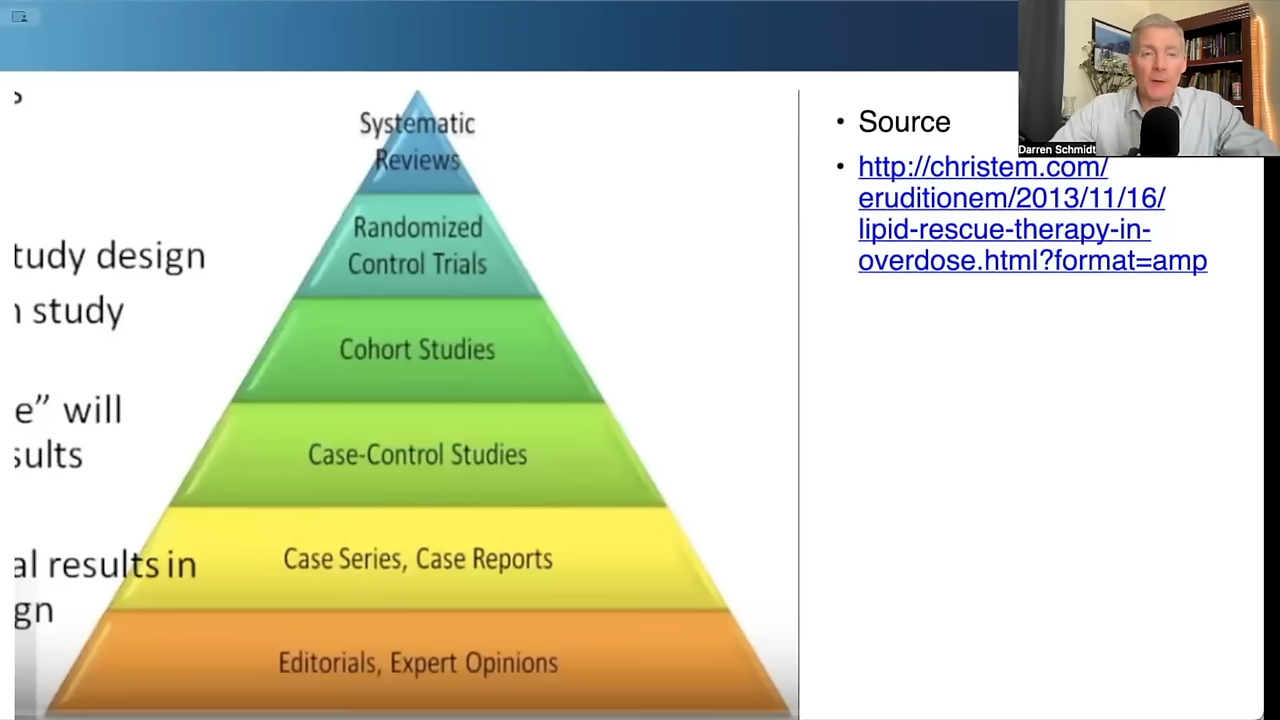 tudy design
study
e” will
sults
al results in
gn
Systematic
Reviews
Randomized
Control Trials
Cohort Studies
Case-Control Studies
Case Series, Case Reports
Editorials, Expert Opinions
• Source
• http://christem.com/
eruditionem/2013/11/16/
lipid-rescue-therapy-in-
overdose.html?format=amp
Darren Schmidt